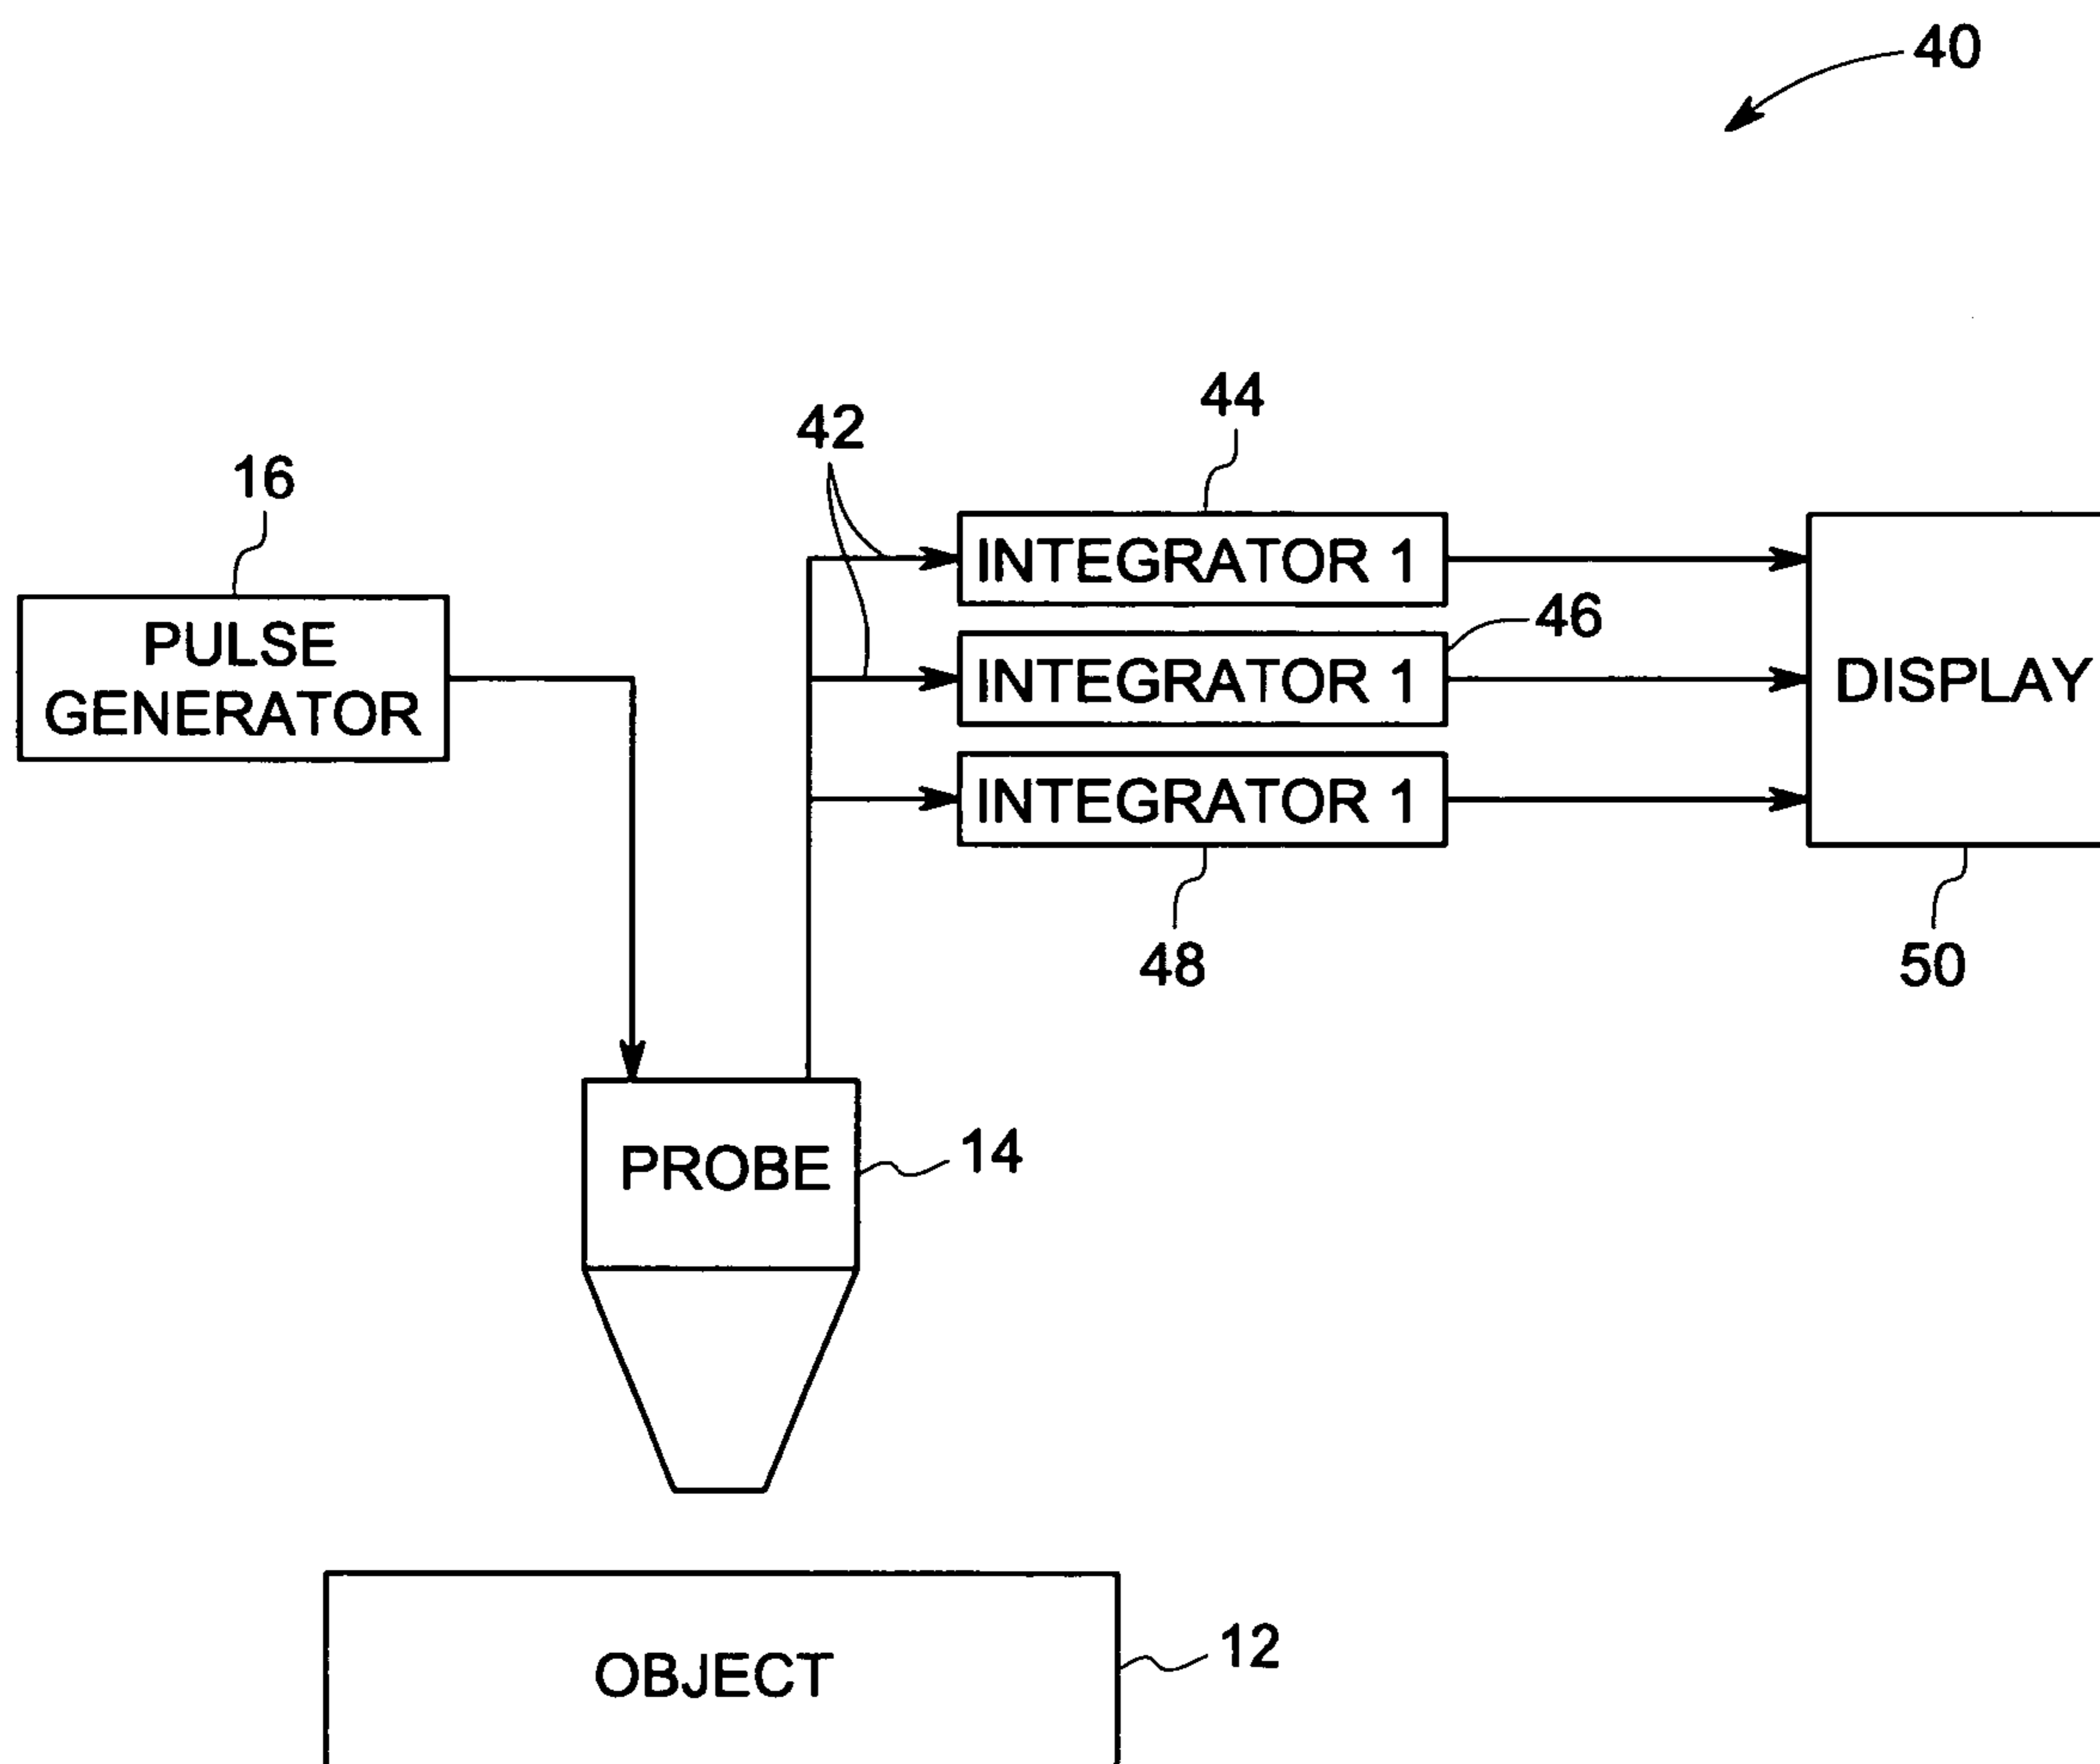 40
44
42
16
INTEGRATOR 1
46
PULSE
GENERATOR
INTEGRATOR 1
DISPLAY
INTEGRATOR 1
48
50
PROBE
14
OBJECT
12